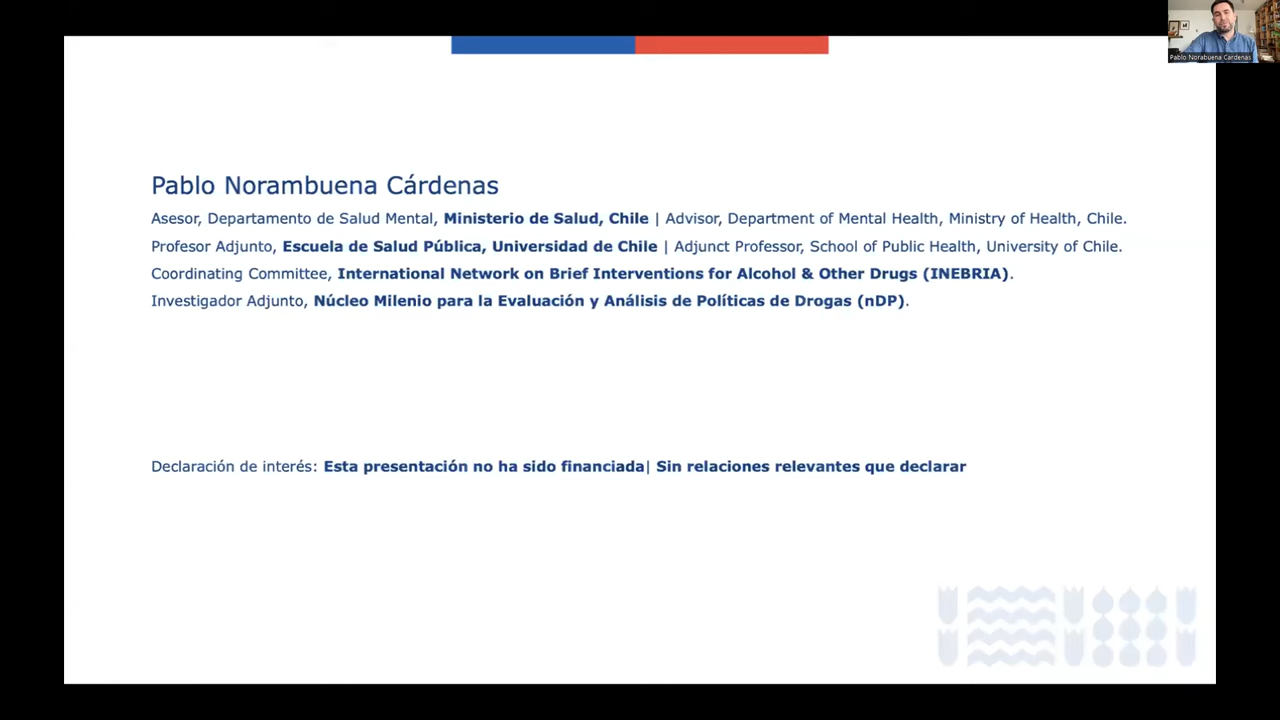 Pablo Norabuena Cardenas
Pablo Norambuena Cárdenas
Asesor, Departamento de Salud Mental, Ministerio de Salud, Chile | Advisor, Department of Mental Health, Ministry of Health, Chile.
Profesor Adjunto, Escuela de Salud Pública, Universidad de Chile | Adjunct Professor, School of Public Health, University of Chile.
Coordinating Committee, International Network on Brief Interventions for Alcohol & Other Drugs (INEBRIA).
Investigador Adjunto, Núcleo Milenio para la Evaluación y Análisis de Políticas de Drogas (nDP).
Declaración de interés: Esta presentación no ha sido financiada| Sin relaciones relevantes que declarar